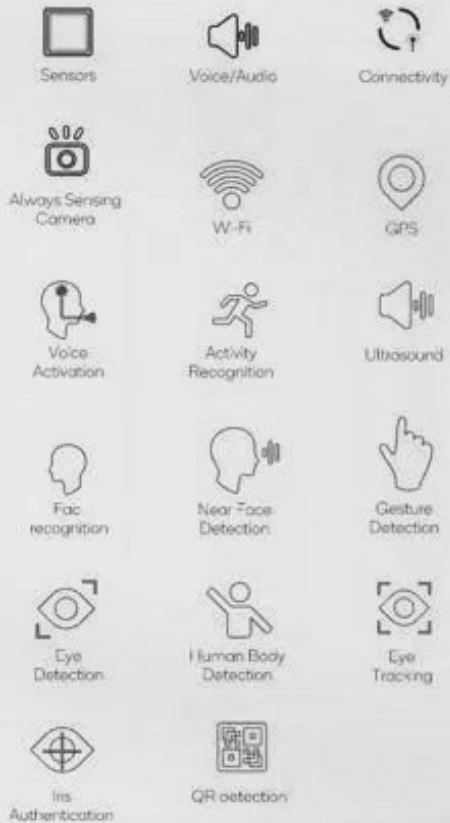 Sensors
Voice/Audio
Connectivity
Always Sensing
Camera
Wi-Fi
GPS
Voice
Activation
Activity
Recognition
Ultrasound
Fac
recognition
Near Face
Detection
Gesture
Detection
Eye
Detection
Human Body
Detection
Eye
Tracking
Iris
Authentication
QR detection